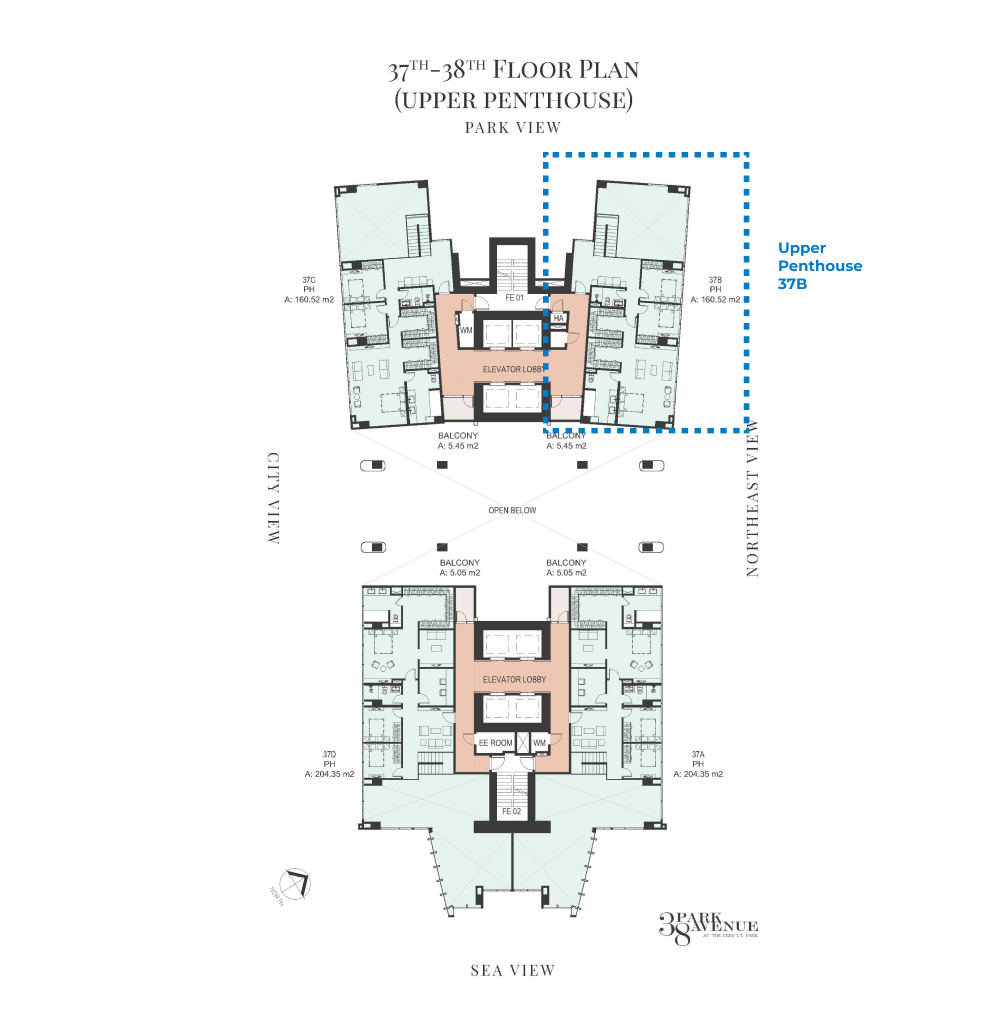 37TH-38TH FLOOR PLAN
(UPPER PENTHOUSE)
PARK VIEW
Upper
Penthouse
37B
37C
PH
A: 160.52 m2
37B
PH
A: 160.52 m2
FE 01
HA
WM
ELEVATOR LOBBY
BALCONY
A: 5.45 m2
BALCONY
A: 5.45 m2
CITY VIEW
NORTHEAST VIEW
OPEN BELOW
BALCONY
A: 5.05 m2
BALCONY
A: 5.05 m2
ELEVATOR LOBBY
EE ROOM
WM
37D
PH
A: 204.35 m2
37A
PH
A: 204.35 m2
FE 02
NORTH
38 PARK
AVENUE
AT THE CEBU I.T. PARK
SEA VIEW